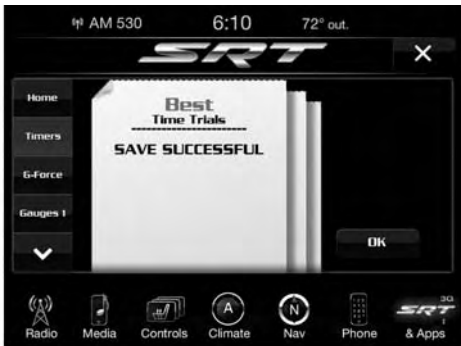 AM 530 6:10 72° out.
SRT
X
Home
Timers
G-Force
Gauges 1
Best
Time Trials
SAVE SUCCESSFUL
OK
A
N
3G
SRT
Radio Media Controls Climate Nav Phone & Apps